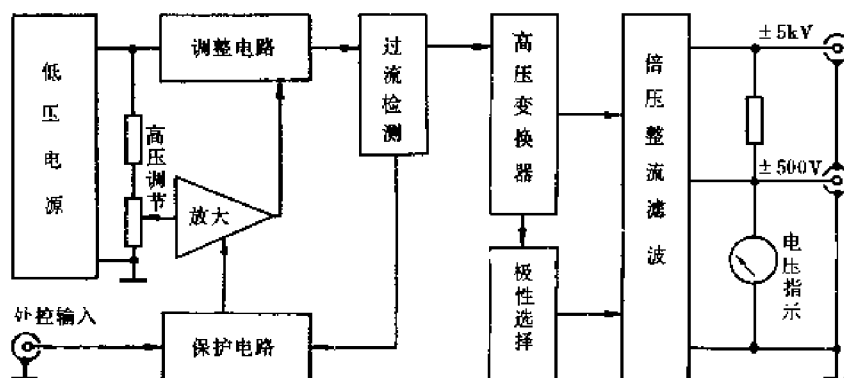 低压电源
调整电路
过流检测
高压变换器
倍压整流滤波
±5kV
高压调节
放大
±500V
电压指示
极性选择
外控输入
保护电路